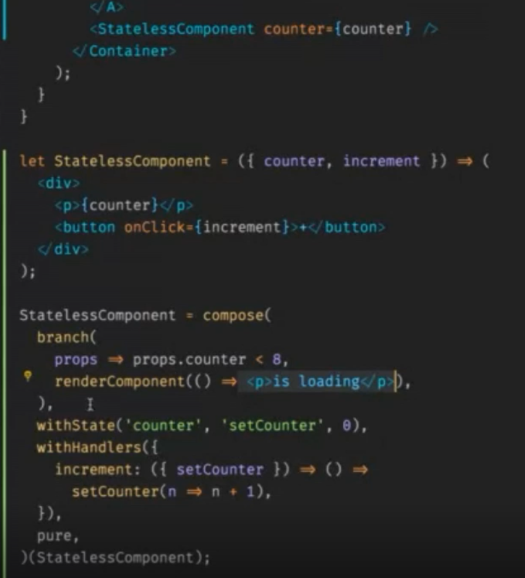 </A>
<StatelessComponent counter={counter} />
</Container>
);
}
}
let StatelessComponent = ({ counter, increment }) ⇒ (
<div>
<p>{counter}</p>
<button onClick={increment}>+</button>
</div>
);
StatelessComponent = compose(
branch(
props ⇒ props.counter < 8,
renderComponent(() ⇒ <p>is loading</p>),
),
withState('counter', 'setCounter', 0),
withHandlers({
increment: ({ setCounter }) ⇒ () ⇒
setCounter(n ⇒ n + 1),
}),
pure,
)(StatelessComponent);